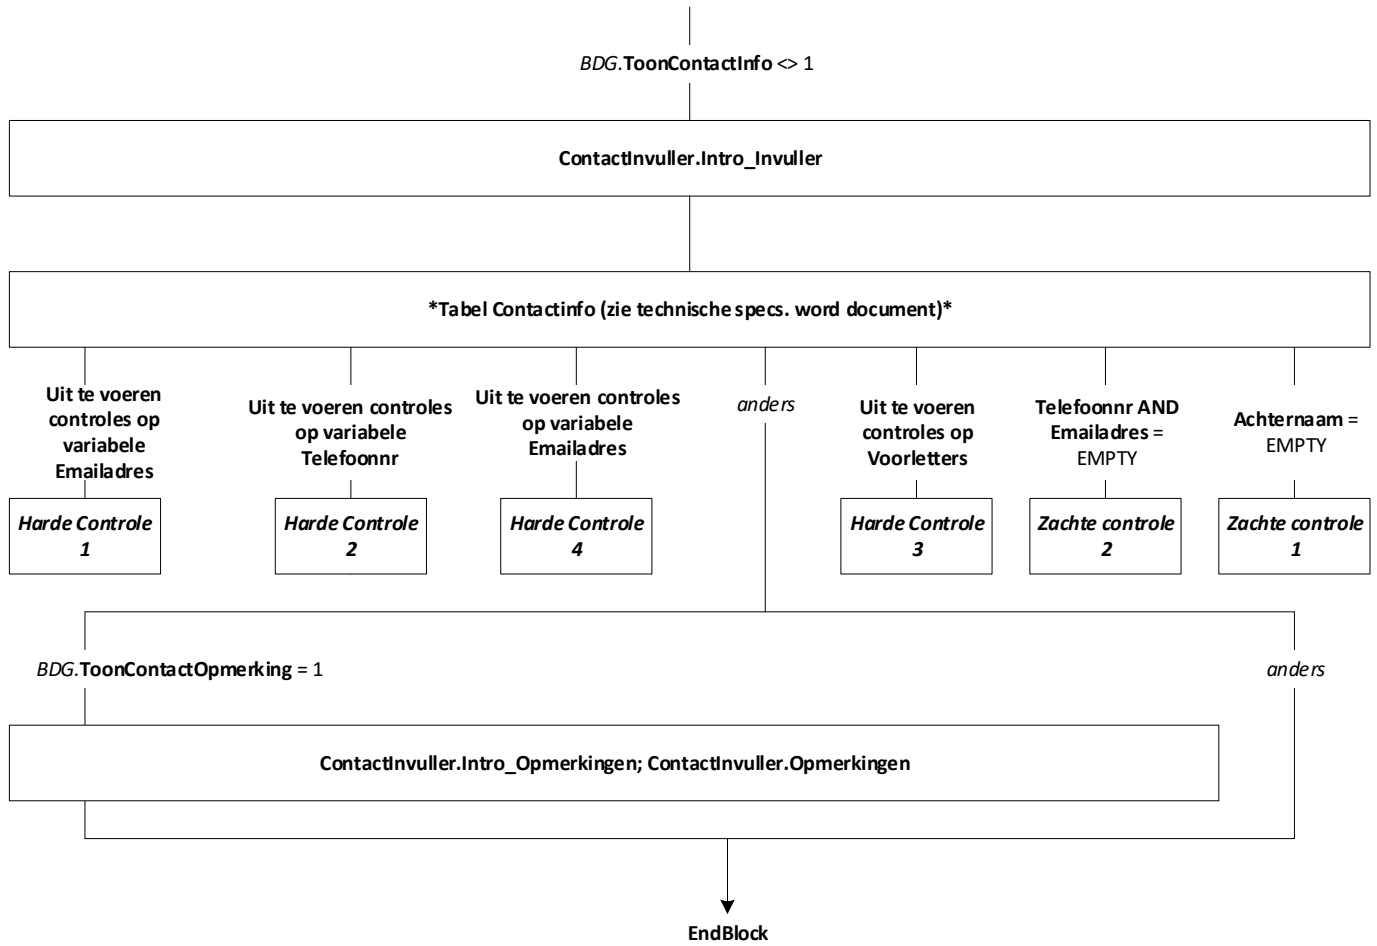 BDG.ToonContactInfo <> 1
ContactInvuller.Intro_Invuller
*Tabel Contactinfo (zie technische specs. word document)*
Uit te voeren
controles op
variabele
Emailadres
Uit te voeren controles
op variabele
Telefoonnr
Uit te voeren controles
op variabele
Emailadres
anders
Uit te voeren
controles op
Voorletters
Telefoonnr AND
Emailadres =
EMPTY
Achternaam =
EMPTY
Harde Controle
1
Harde Controle
2
Harde Controle
4
Harde Controle
3
Zachte controle
2
Zachte controle
1
BDG.ToonContactOpmerking = 1
anders
ContactInvuller.Intro_Opmerkingen; ContactInvuller.Opmerkingen
EndBlock